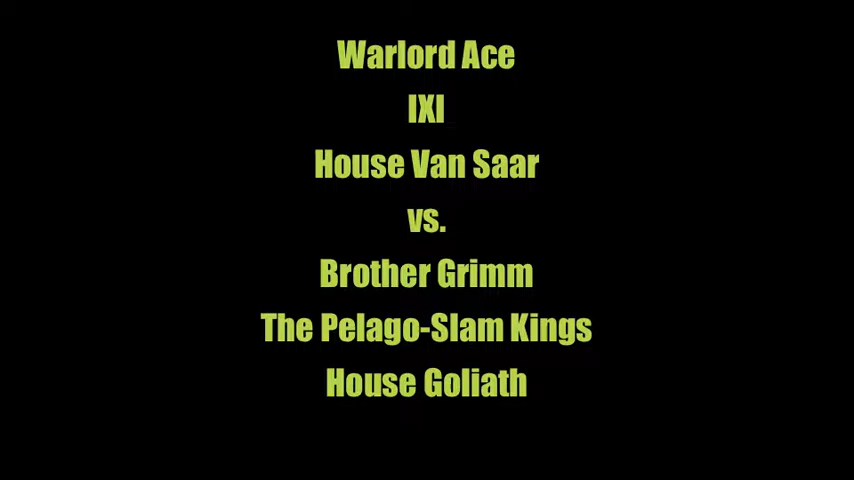 Warlord Ace
IXI
House Van Saar
vs.
Brother Grimm
The Pelago-Slam Kings
House Goliath